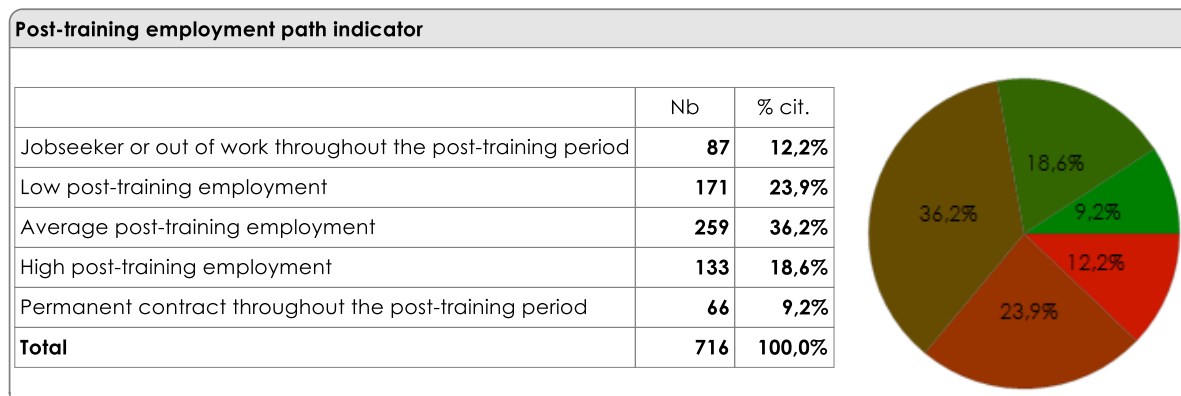 Post-training employment path indicator
Nb % cit.
Jobseeker or out of work throughout the post-training period 87 12,2%
Low post-training employment 171 23,9%
Average post-training employment 259 36,2%
High post-training employment 133 18,6%
Permanent contract throughout the post-training period 66 9,2%
Total 716 100,0%
18,6%
36,2%
9,2%
12,2%
23,9%